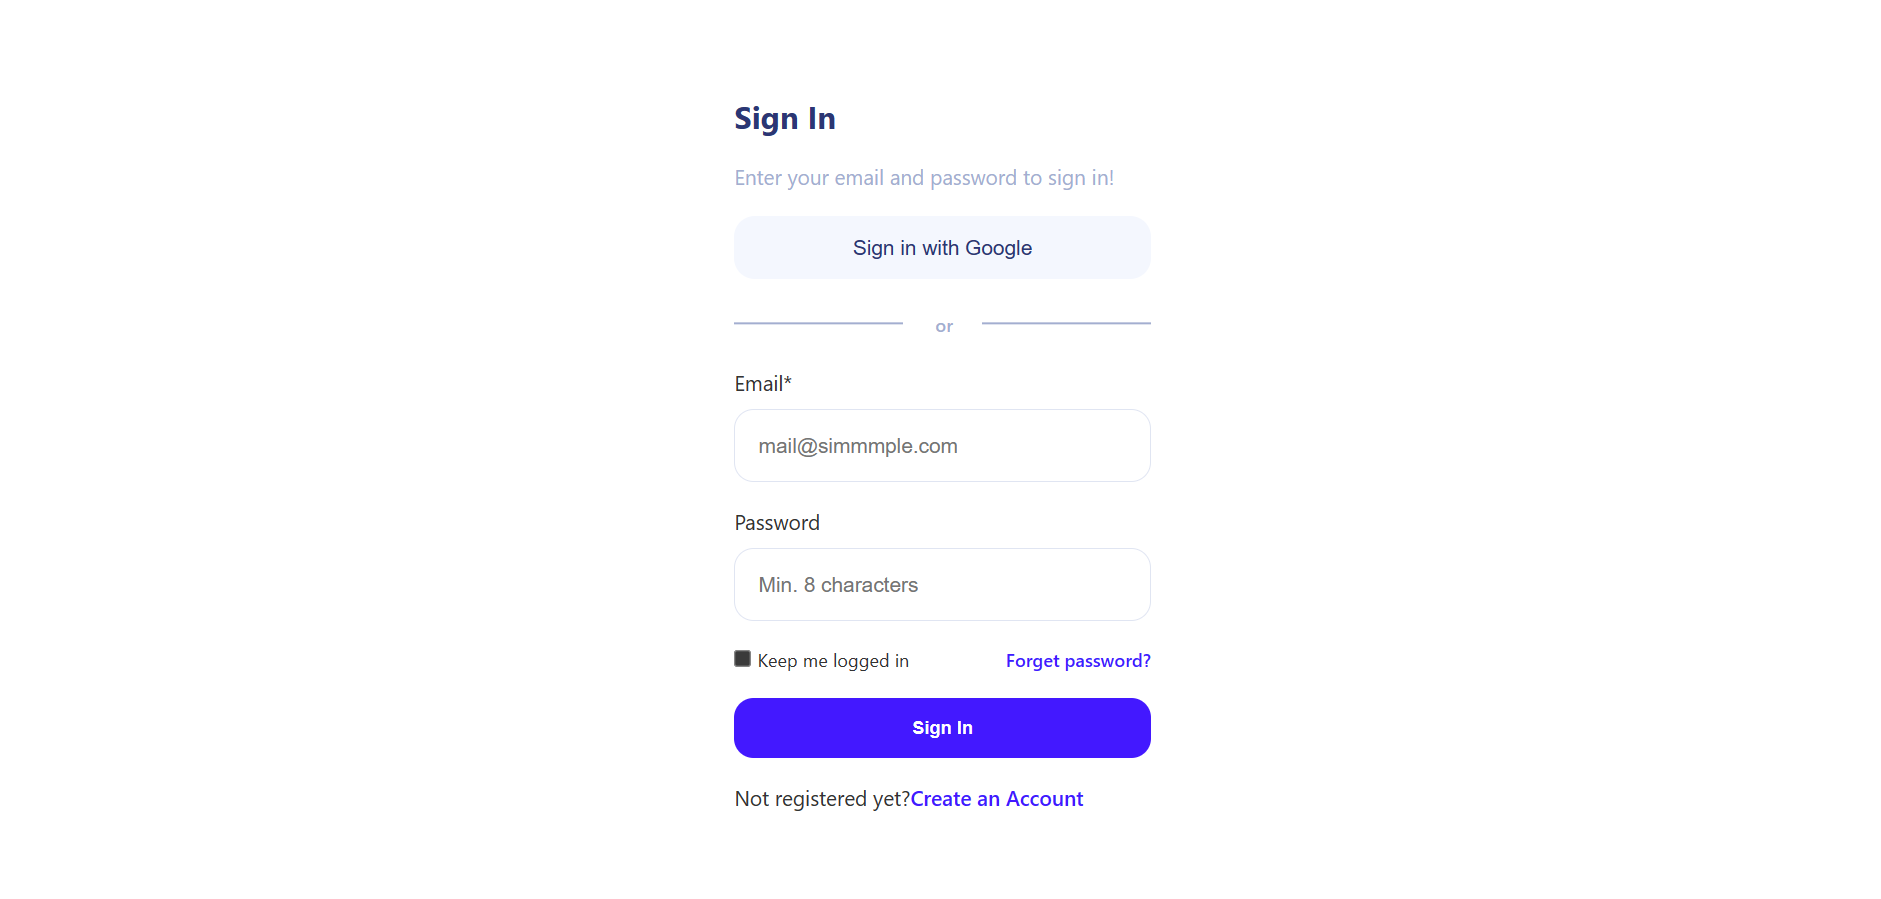 Sign In
Enter your email and password to sign in!
Sign in with Google
or
Email*
mail@simmmple.com
Password
Min. 8 characters
Keep me logged in Forget password?
Sign In
Not registered yet?Create an Account